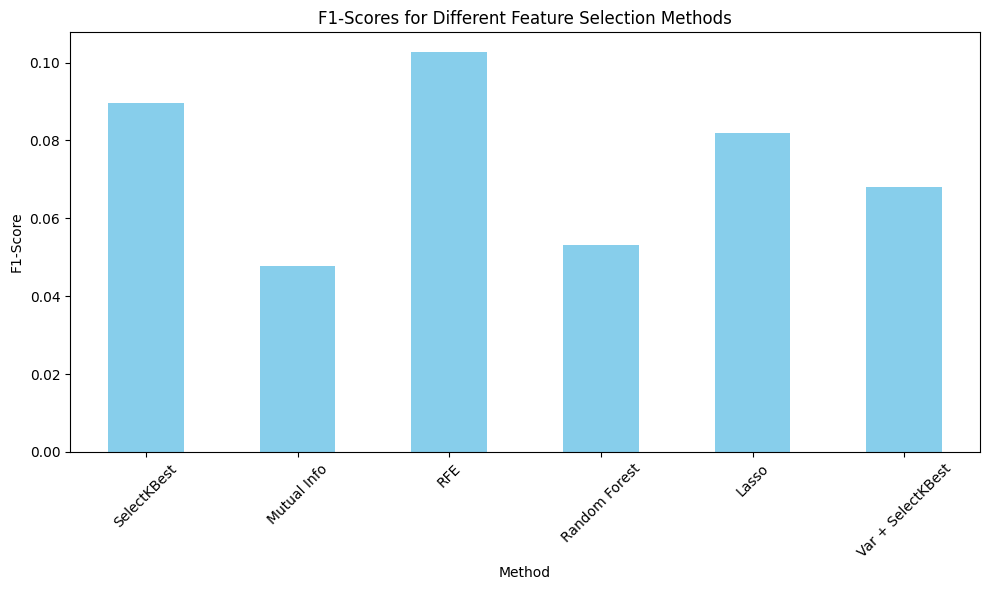 F1-Scores for Different Feature Selection Methods
F1-Score
0.10
0.08
0.06
0.04
0.02
0.00
SelectKBest
Mutual Info
RFE
Random Forest
Lasso
Var + SelectKBest
Method